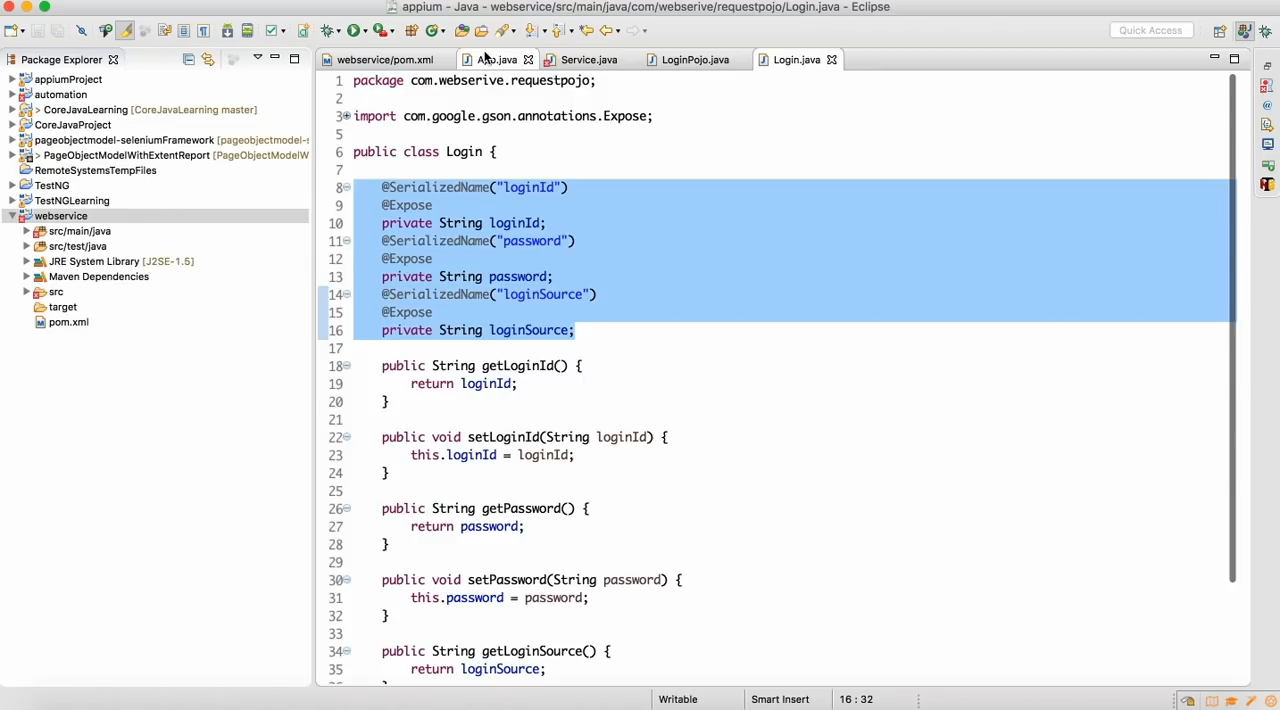 appium - Java - webservice/src/main/java/com/webserive/requestpojo/Login.java - Eclipse
Quick Access
Package Explorer
webservice/pom.xml
App.java
Service.java
LoginPojo.java
Login.java
appiumProject
automation
> CoreJavaLearning [CoreJavaLearning master]
CoreJavaProject
pageobjectmodel-seleniumFramework [pageobjectmodel-s
> PageObjectModelWithExtentReport [PageObjectModelW
RemoteSystemsTempFiles
TestNG
TestNGLearning
webservice
src/main/java
src/test/java
JRE System Library [J2SE-1.5]
Maven Dependencies
src
target
pom.xml
1 package com.webserive.requestpojo;
2
3 import com.google.gson.annotations.Expose;
5
6 public class Login {
7
8 @SerializedName("loginId")
9 @Expose
10 private String loginId;
11 @SerializedName("password")
12 @Expose
13 private String password;
14 @SerializedName("loginSource")
15 @Expose
16 private String loginSource;
17
18 public String getLoginId() {
19 return loginId;
20 }
21
22 public void setLoginId(String loginId) {
23 this.loginId = loginId;
24 }
25
26 public String getPassword() {
27 return password;
28 }
29
30 public void setPassword(String password) {
31 this.password = password;
32 }
33
34 public String getLoginSource() {
35 return loginSource;
Writable
Smart Insert
16 : 32